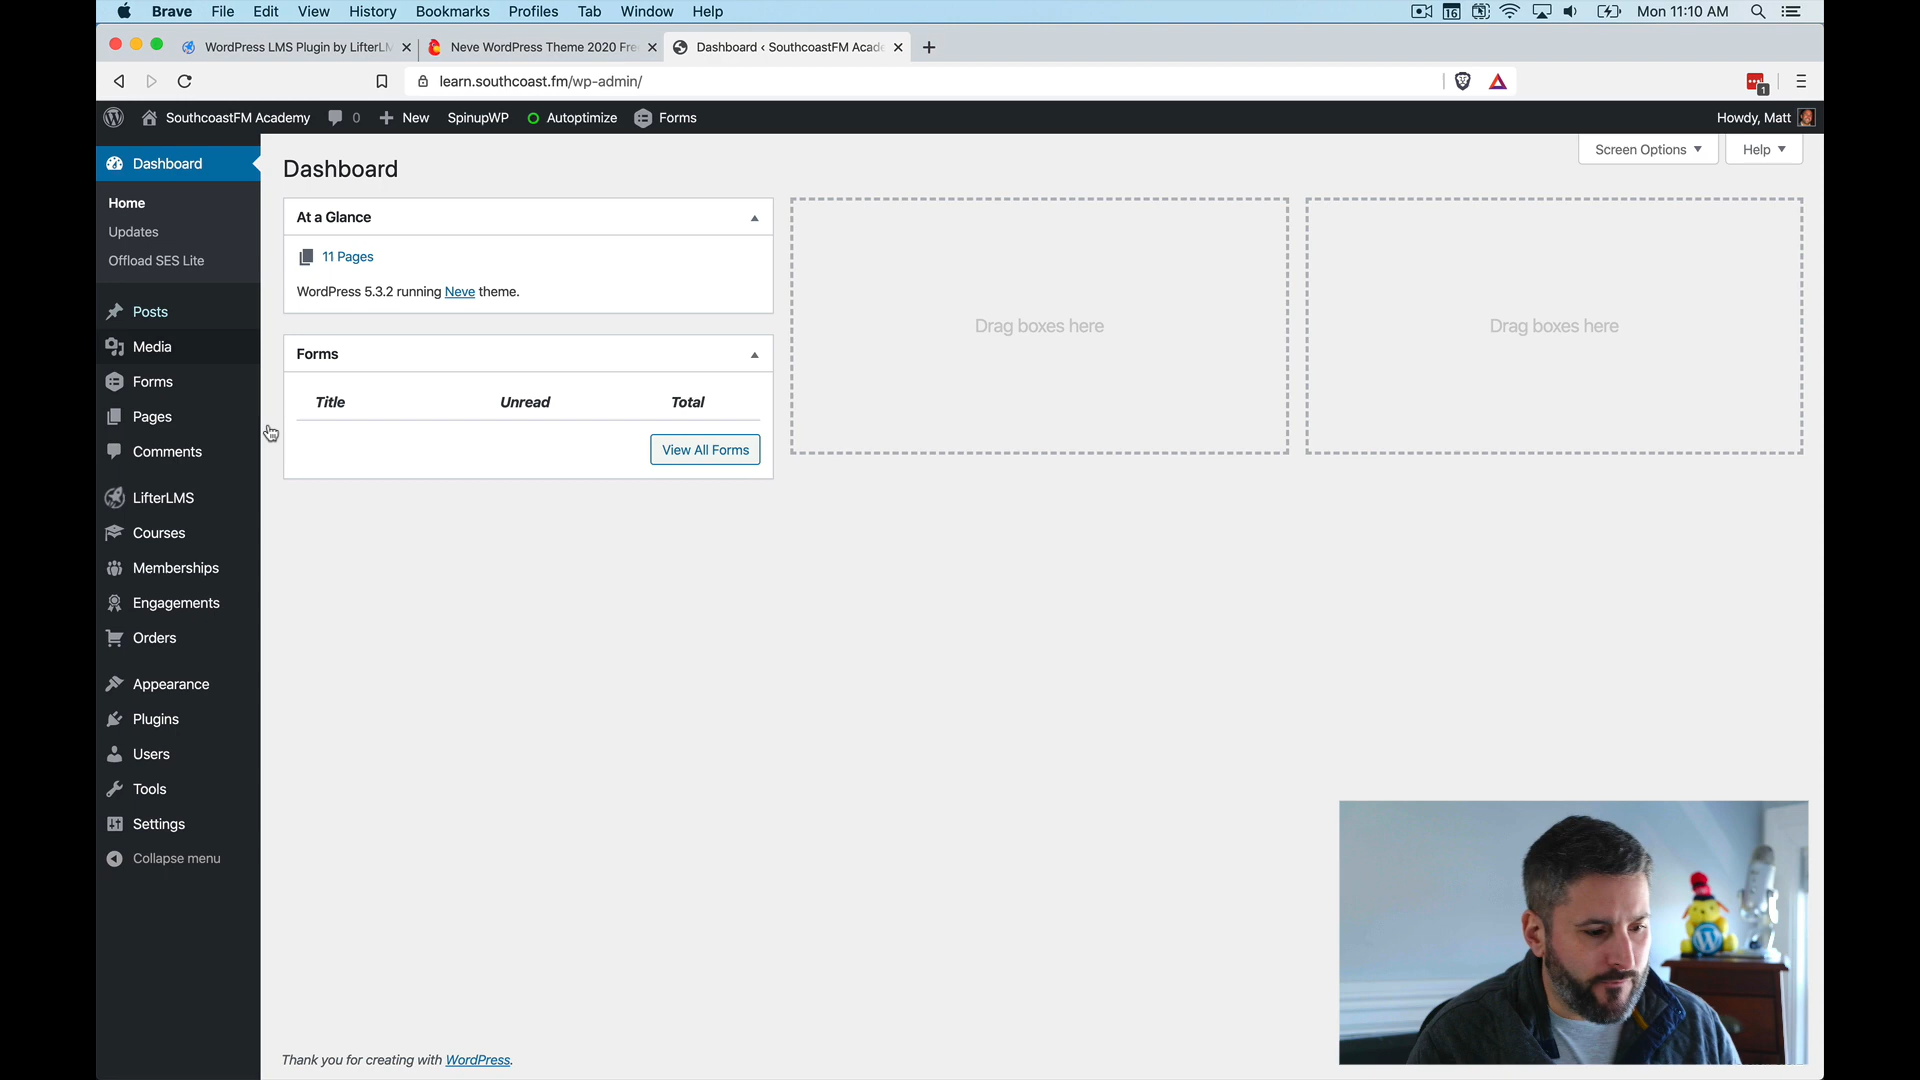 Brave File Edit View History Bookmarks Profiles Tab Window Help 16 Mon 11:10 AM
WordPress LMS Plugin by LifterLM Neve WordPress Theme 2020 Fre Dashboard ‹ SouthcoastFM Acade
learn.southcoast.fm/wp-admin/ 1
SouthcoastFM Academy 0 New SpinupWP Autoptimize Forms Howdy, Matt
Dashboard
Home
Updates
Offload SES Lite
Posts
Media
Forms
Pages
Comments
LifterLMS
Courses
Memberships
Engagements
Orders
Appearance
Plugins
Users
Tools
Settings
Collapse menu
Screen Options Help
Dashboard
At a Glance
11 Pages
WordPress 5.3.2 running Neve theme.
Forms
Title Unread Total
View All Forms
Drag boxes here
Drag boxes here
Thank you for creating with WordPress.